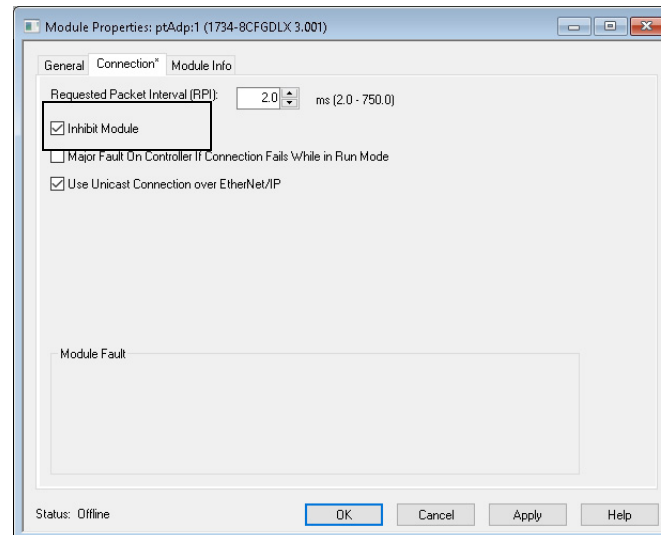 Module Properties: ptAdp:1 (1734-8CFGDLX 3.001)
General Connection* Module Info
Requested Packet Interval (RPI): 2.0 ms (2.0 - 750.0)
Inhibit Module
Major Fault On Controller If Connection Fails While in Run Mode
Use Unicast Connection over EtherNet/IP
Module Fault
Status: Offline OK Cancel Apply Help